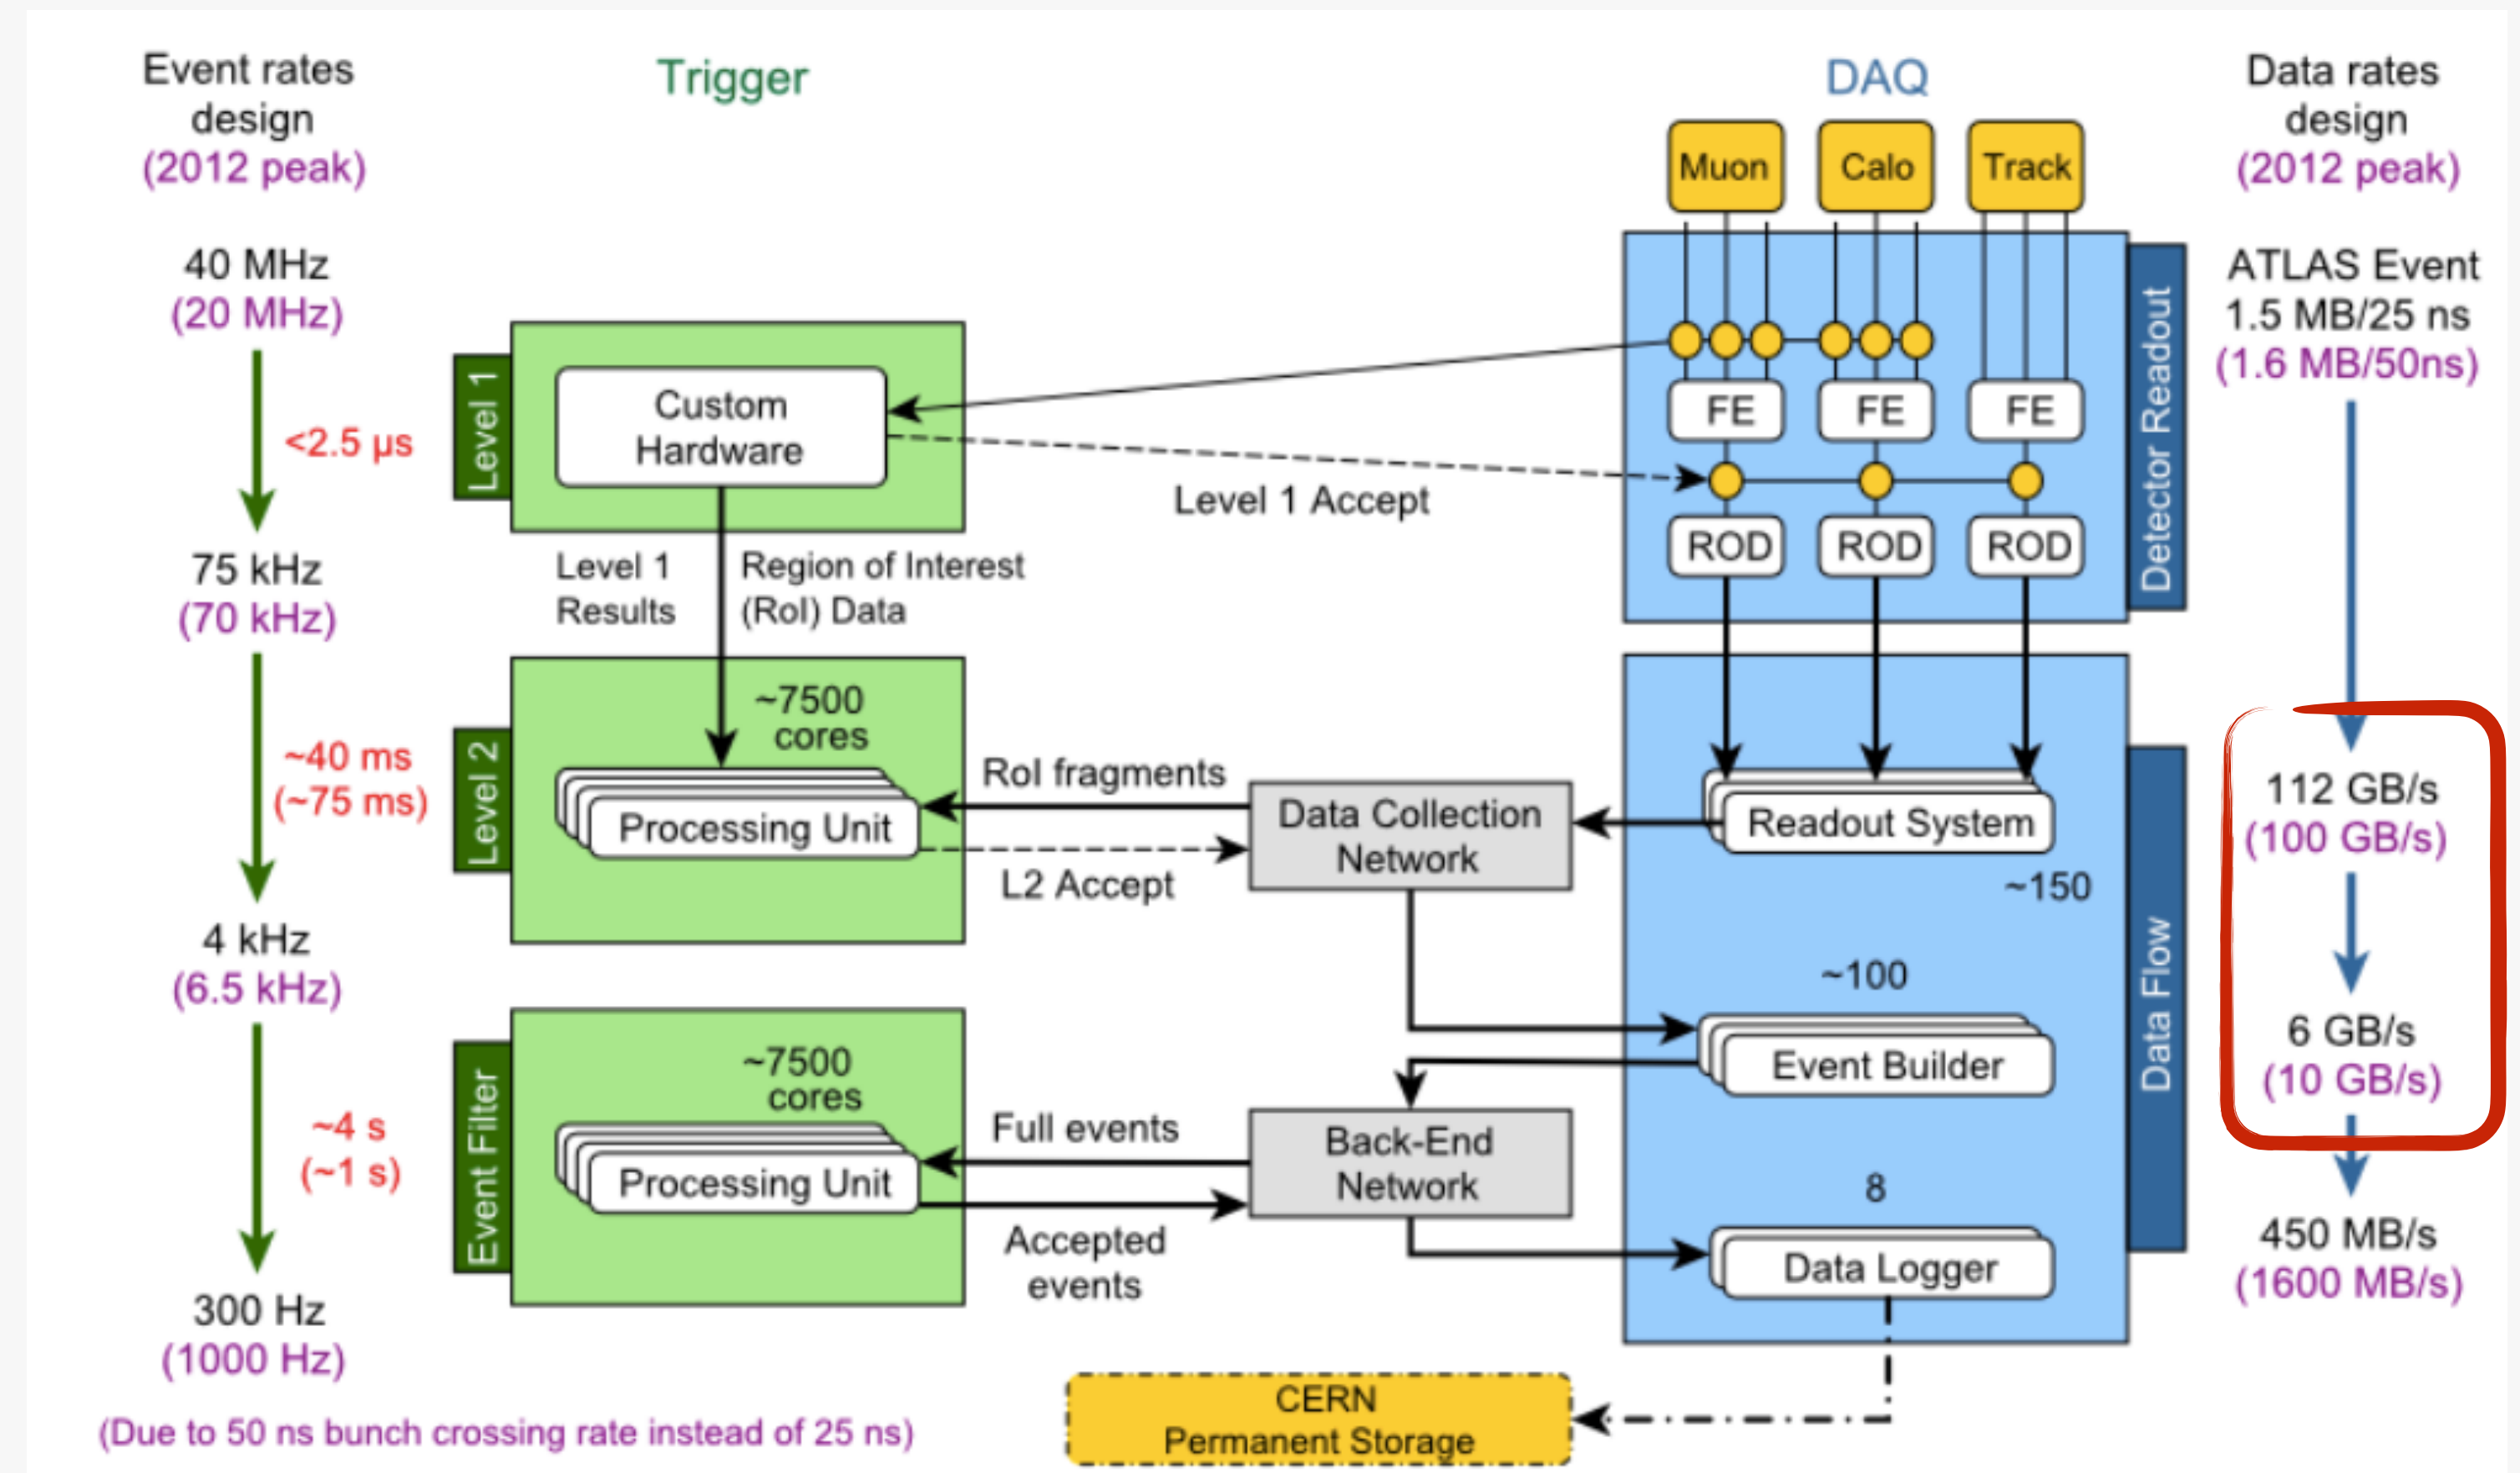 Event rates
design
(2012 peak)
40 MHz
(20 MHz)
<2.5 µs
75 kHz
(70 kHz)
~40 ms
(~75 ms)
4 kHz
(6.5 kHz)
~4 s
(~1 s)
300 Hz
(1000 Hz)
(Due to 50 ns bunch crossing rate instead of 25 ns)
Trigger
Level 1
Custom
Hardware
Level 1 Accept
Level 1
Results
Region of Interest
(RoI) Data
Level 2
~7500
cores
Processing Unit
RoI fragments
L2 Accept
Data Collection
Network
Event Filter
~7500
cores
Processing Unit
Full events
Accepted
events
Back-End
Network
CERN
Permanent Storage
DAQ
Muon Calo Track
FE FE FE
ROD ROD ROD
Detector Readout
Readout System
~150
~100
Event Builder
8
Data Logger
Data Flow
Data rates
design
(2012 peak)
ATLAS Event
1.5 MB/25 ns
(1.6 MB/50ns)
112 GB/s
(100 GB/s)
6 GB/s
(10 GB/s)
450 MB/s
(1600 MB/s)